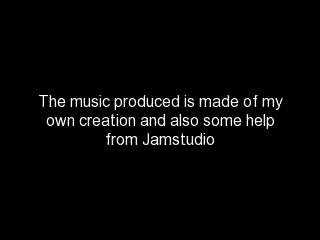 The music produced is made of my
own creation and also some help
from Jamstudio